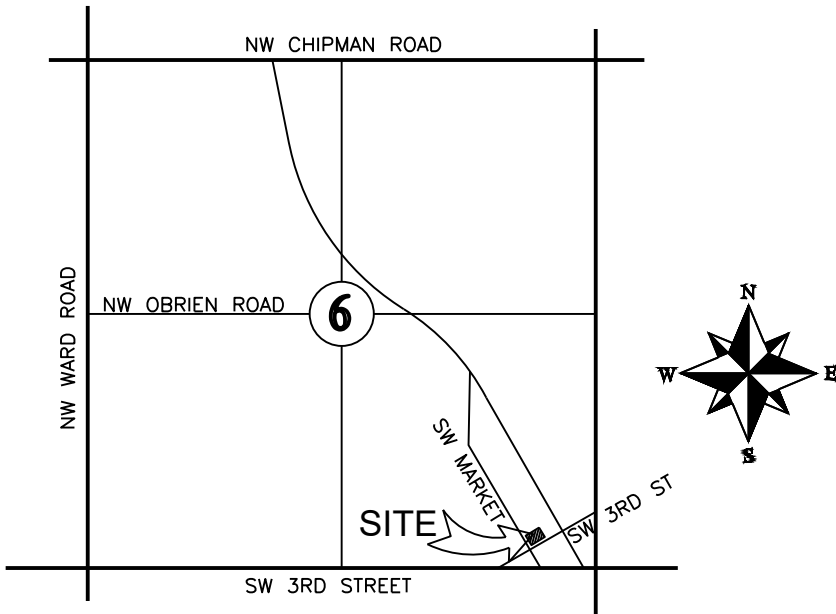 NW CHIPMAN ROAD
NW WARD ROAD
NW OBRIEN ROAD
6
N
W
E
S
SW MARKET
SITE
SW 3RD ST
SW 3RD STREET